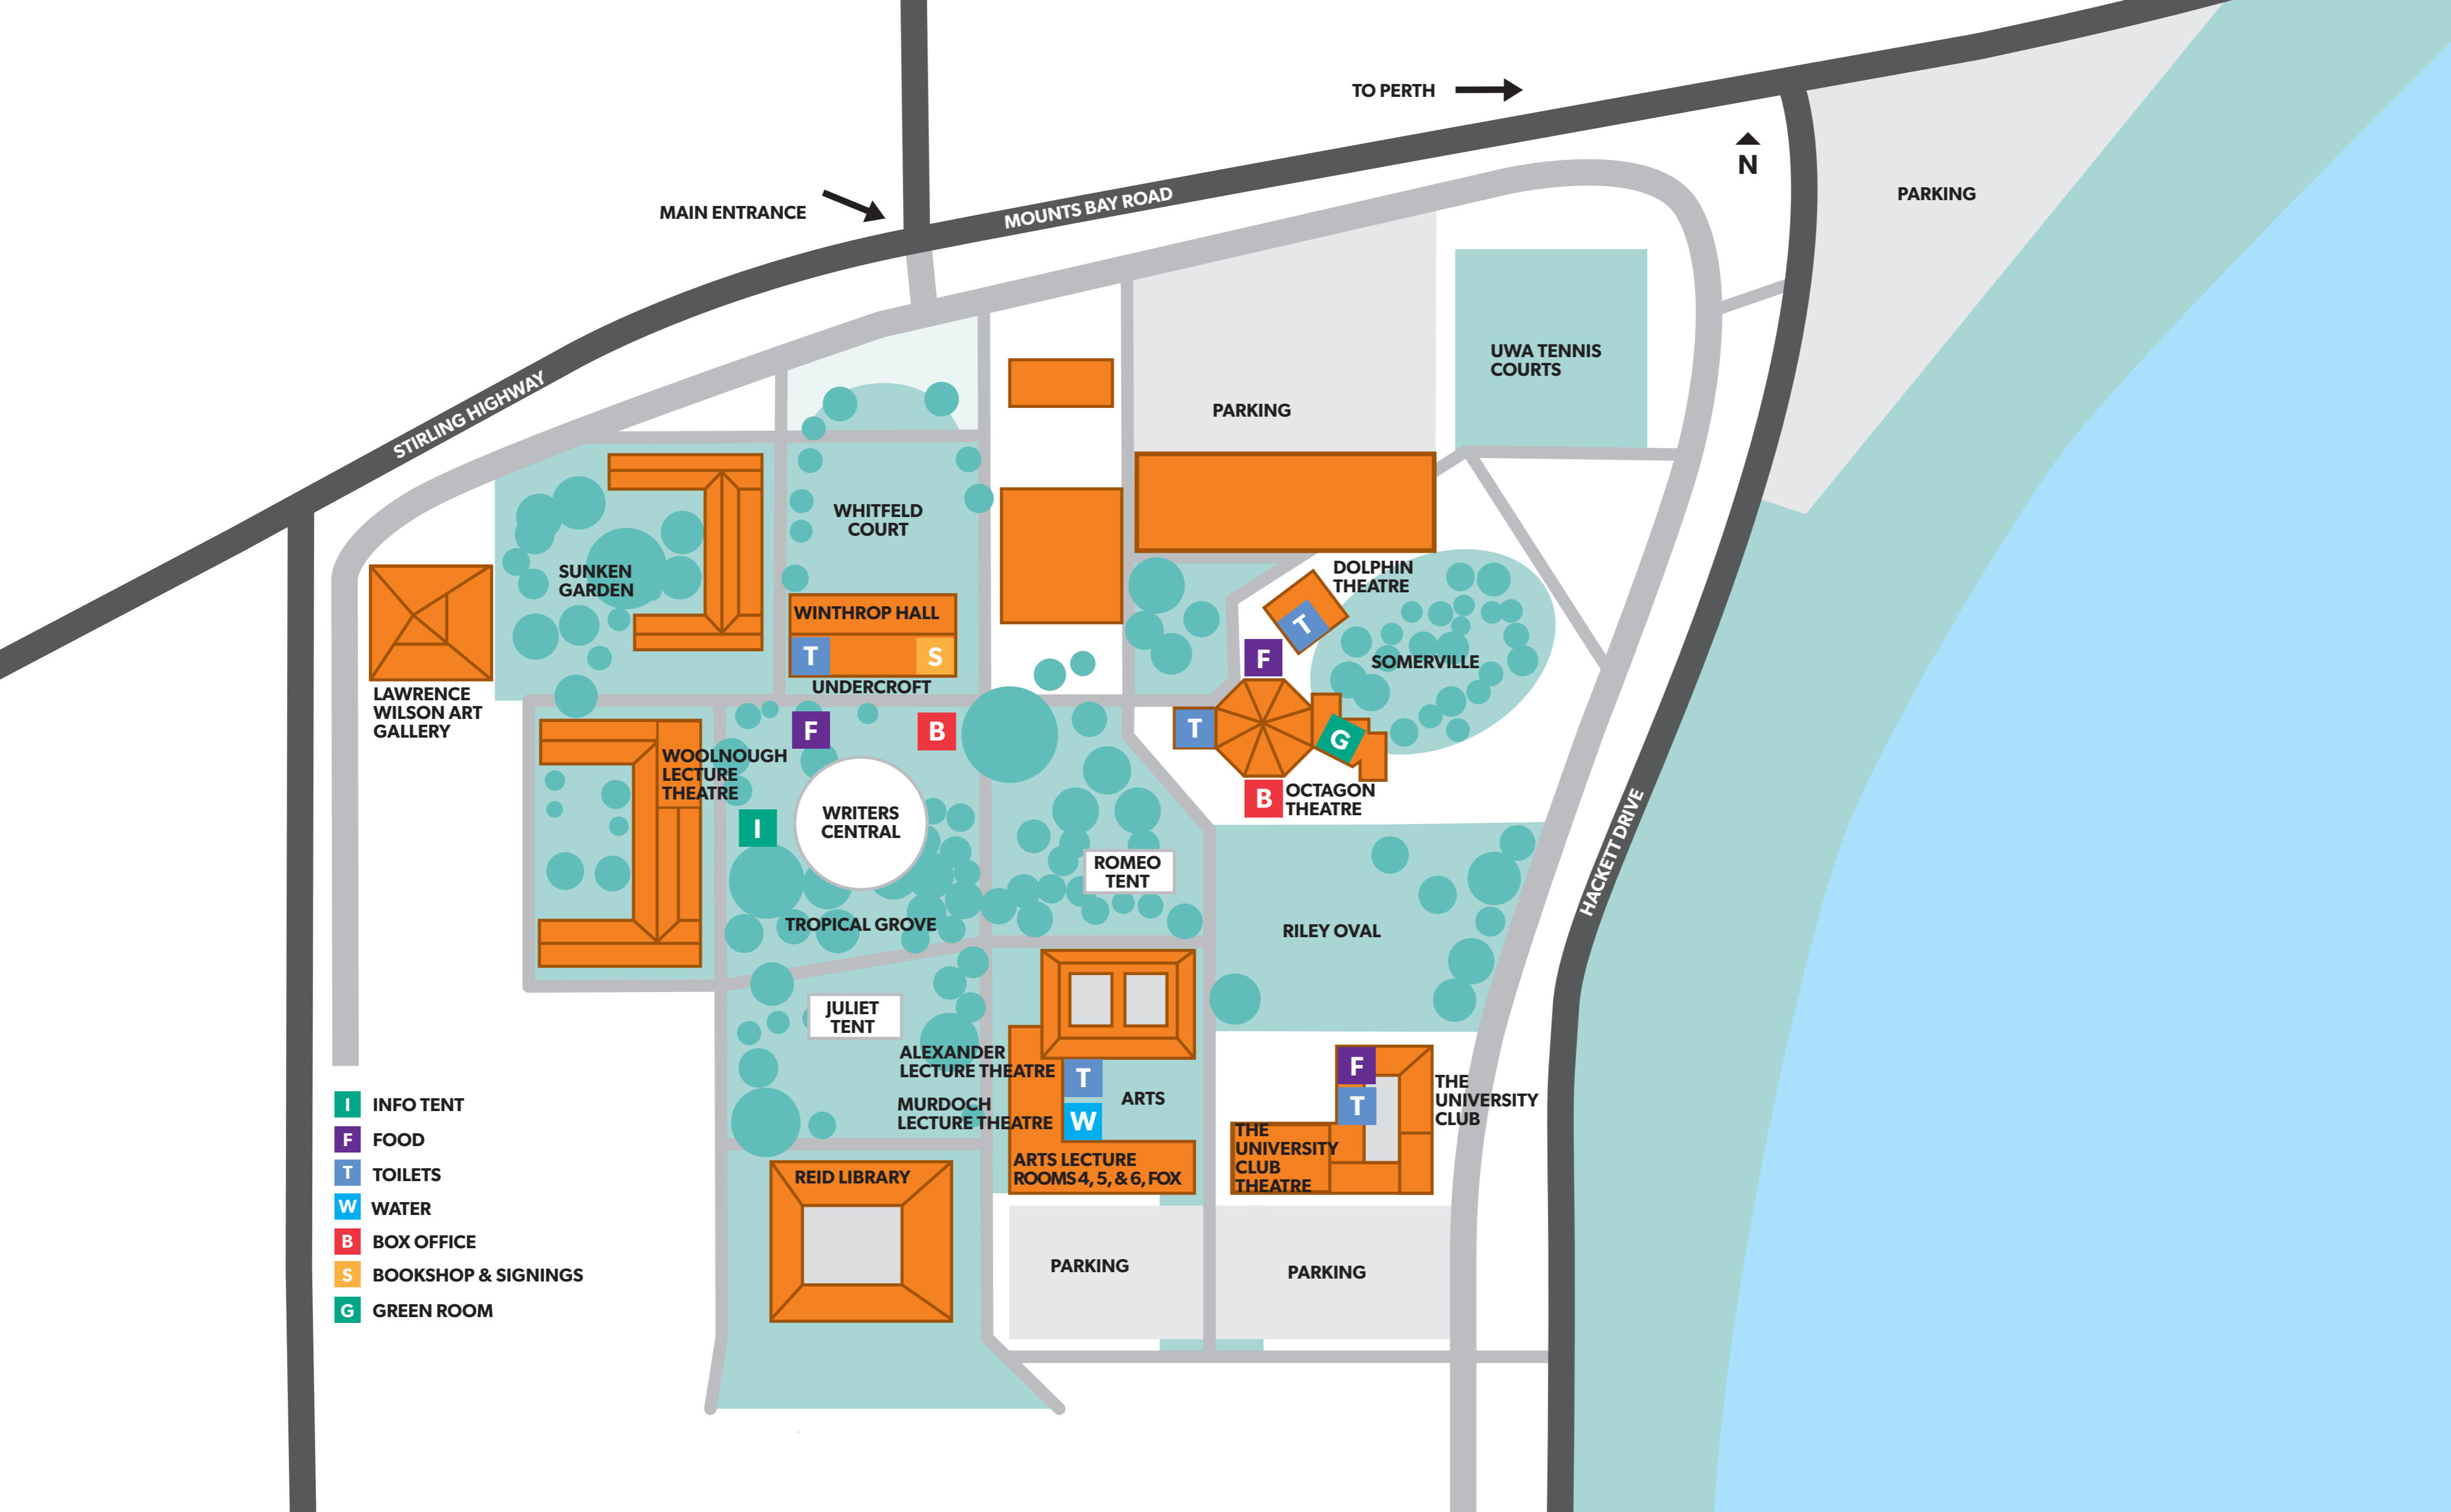 TO PERTH
N
PARKING
MAIN ENTRANCE
MOUNTS BAY ROAD
STIRLING HIGHWAY
UWA TENNIS
COURTS
PARKING
WHITFELD
COURT
SUNKEN
GARDEN
DOLPHIN
THEATRE
WINTHROP HALL
T
S
T
F
SOMERVILLE
UNDERCROFT
LAWRENCE
WILSON ART
GALLERY
F
B
T
G
WOOLNOUGH
LECTURE
THEATRE
B
OCTAGON
THEATRE
I
WRITERS
CENTRAL
HACKETT DRIVE
ROMEO
TENT
TROPICAL GROVE
RILEY OVAL
JULIET
TENT
ALEXANDER
LECTURE THEATRE
T
ARTS
MURDOCH
LECTURE THEATRE
W
F
T
THE
UNIVERSITY
CLUB
THE
UNIVERSITY
CLUB
THEATRE
ARTS LECTURE
ROOMS 4, 5, & 6, FOX
REID LIBRARY
PARKING
PARKING
I INFO TENT
F FOOD
T TOILETS
W WATER
B BOX OFFICE
S BOOKSHOP & SIGNINGS
G GREEN ROOM